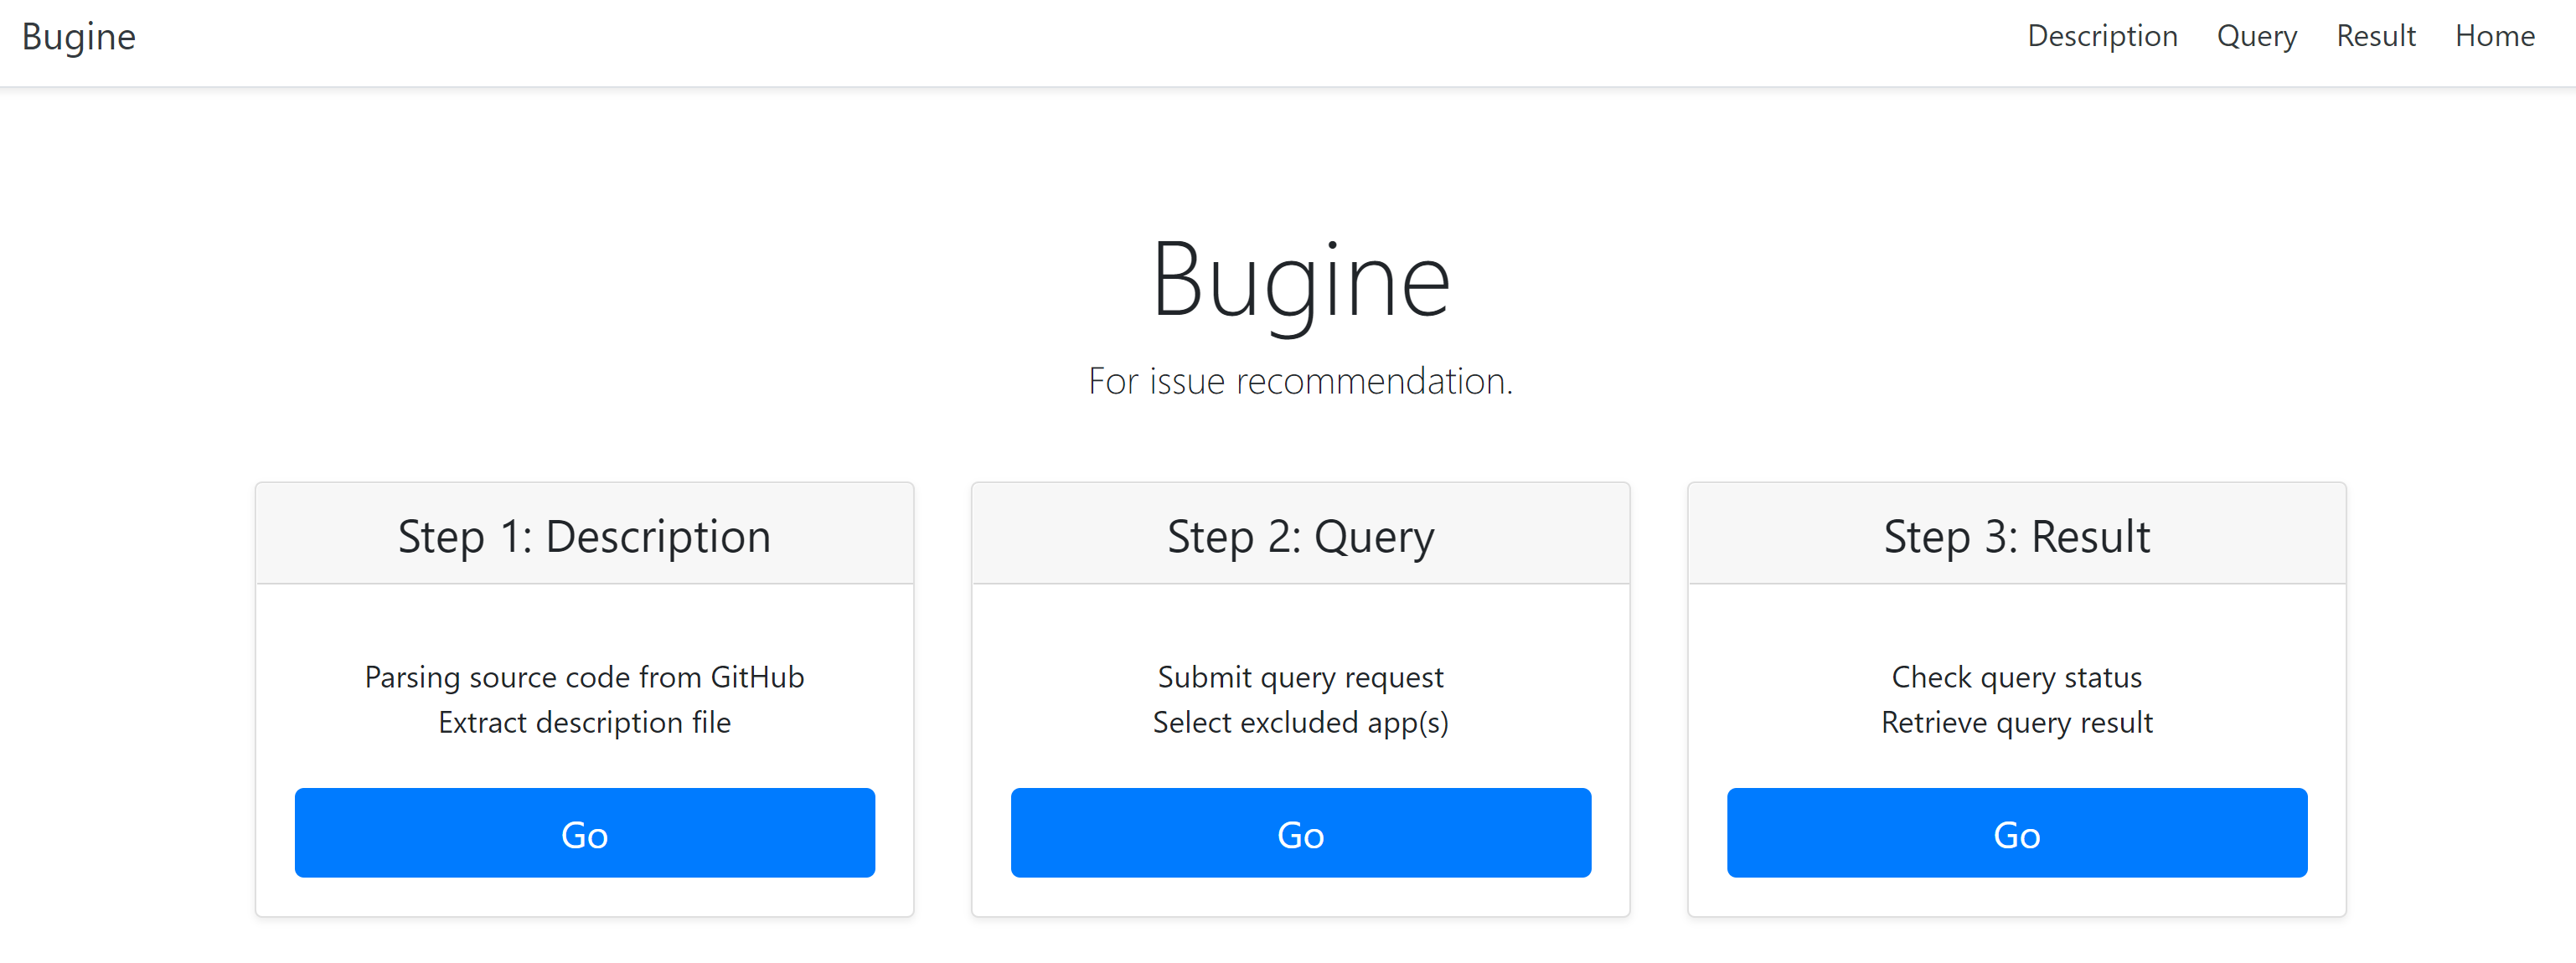 Bugine
Description Query Result Home
Bugine
For issue recommendation.
Step 1: Description
Parsing source code from GitHub
Extract description file
Go
Step 2: Query
Submit query request
Select excluded app(s)
Go
Step 3: Result
Check query status
Retrieve query result
Go